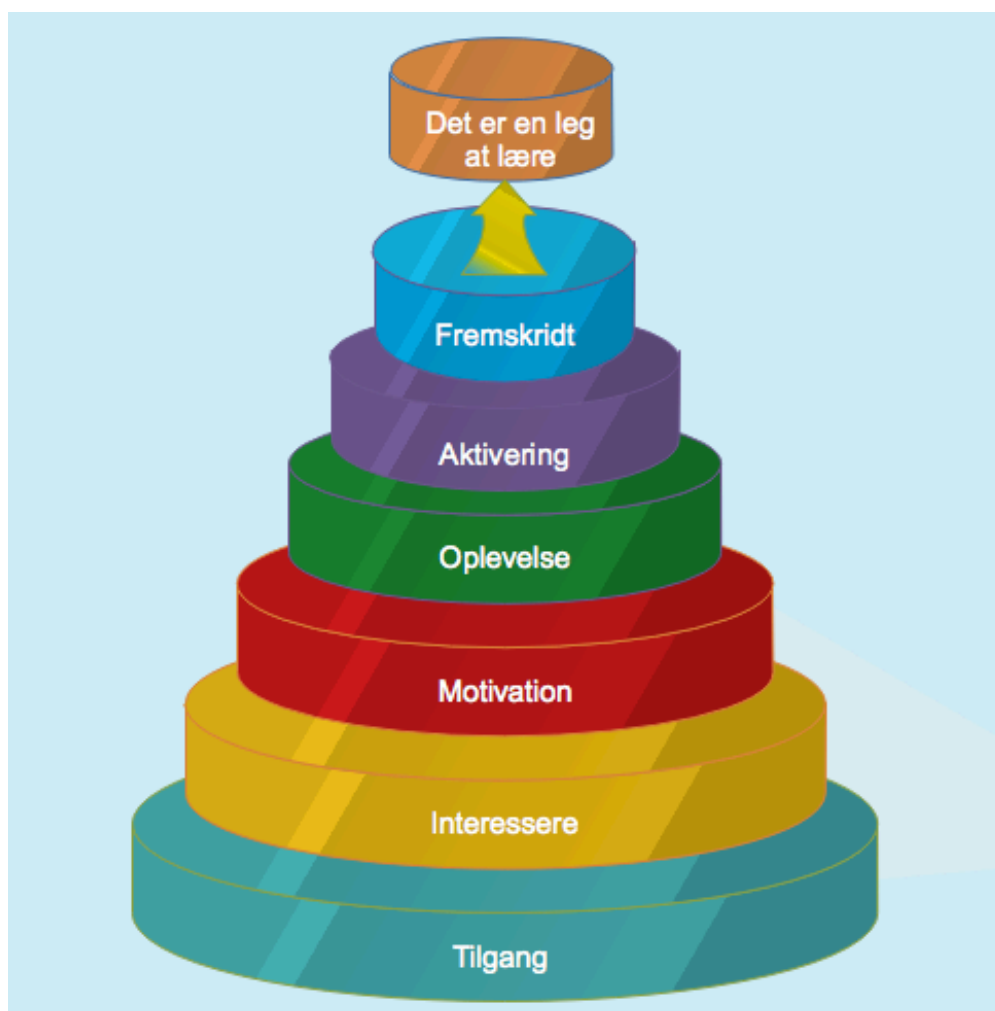 Det er en leg
at lære
Fremskridt
Aktivering
Oplevelse
Motivation
Interessere
Tilgang